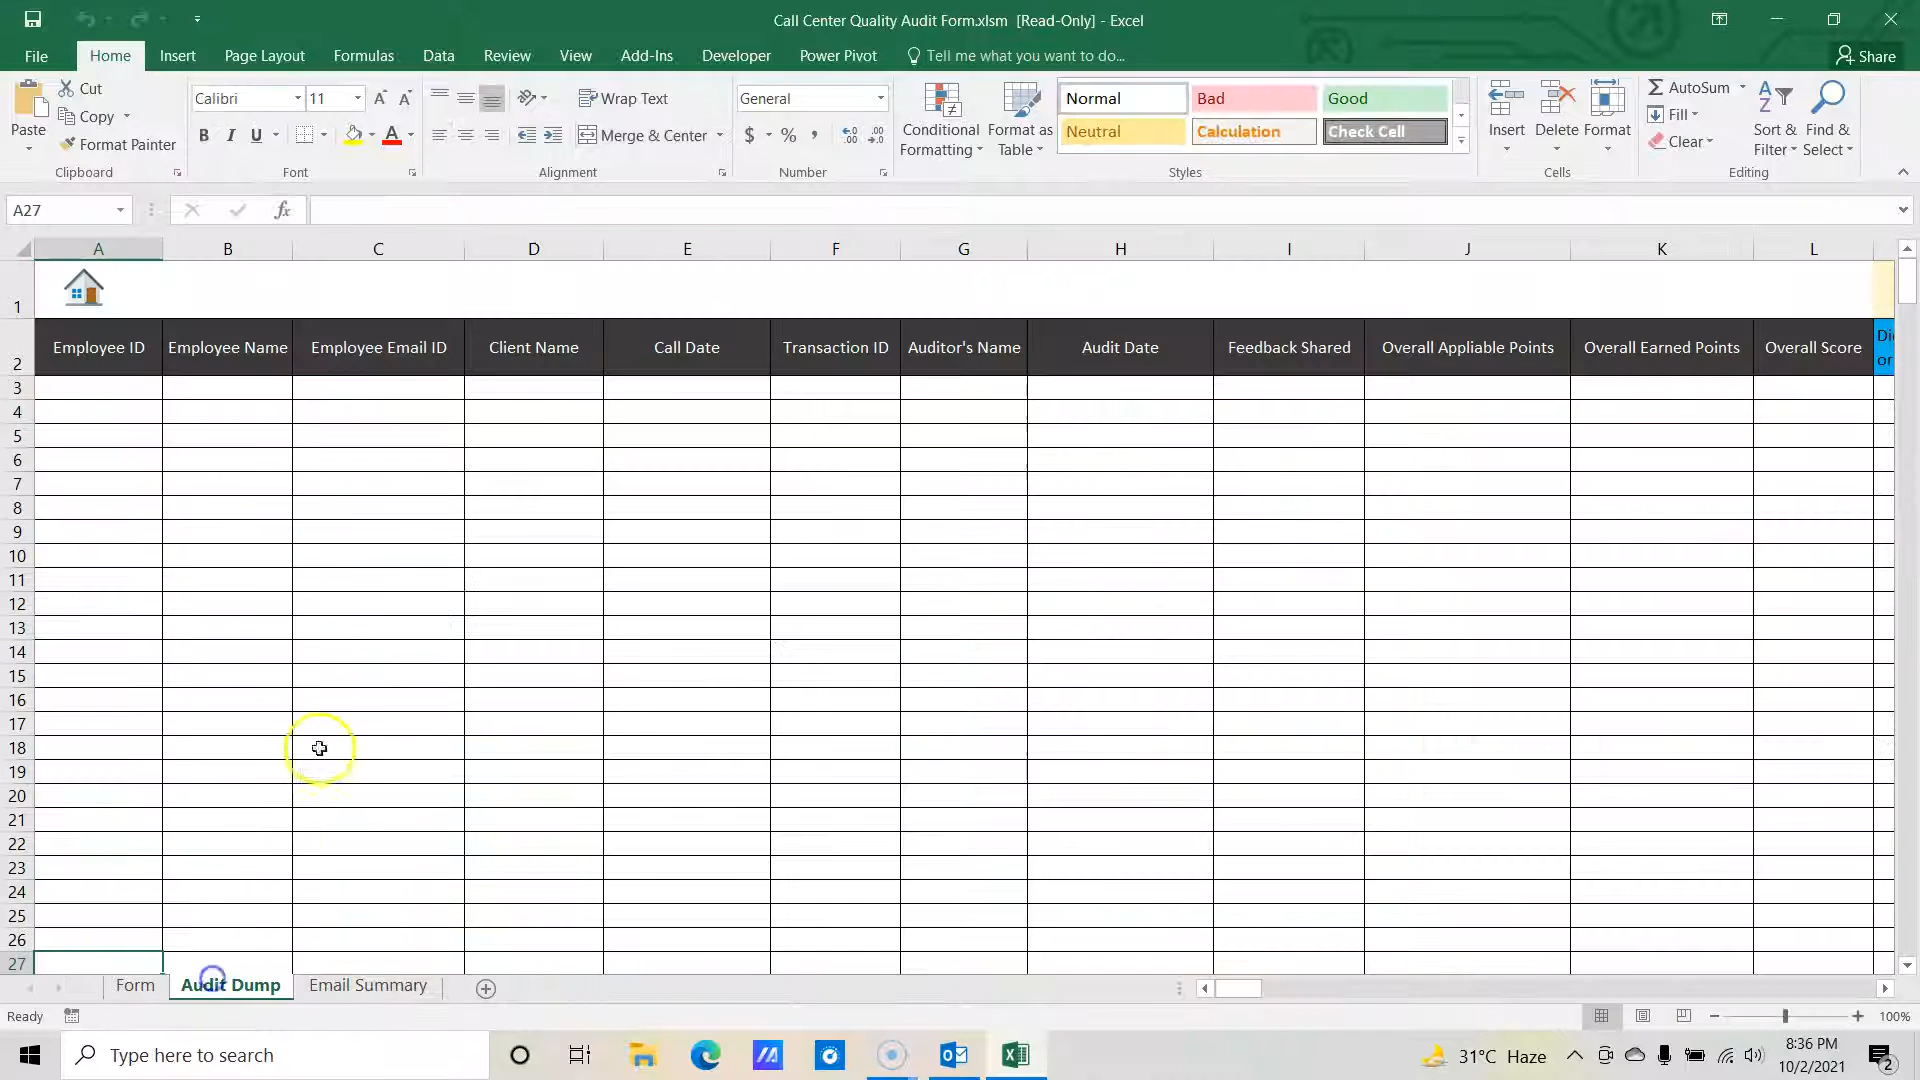 Call Center Quality Audit Form.xlsm [Read-Only] - Excel
File Home Insert Page Layout Formulas Data Review View Add-Ins Developer Power Pivot Tell me what you want to do... Share
Paste
Cut
Copy
Format Painter
Clipboard
Calibri 11
B I U
Font
Wrap Text
Merge & Center
Alignment
General
$ % ,
Number
Conditional Formatting
Format as Table
Normal Bad Good
Neutral Calculation Check Cell
Styles
Insert Delete Format
Cells
AutoSum
Fill
Clear
Sort & Filter
Find & Select
Editing
A27 fx
A B C D E F G H I J K L
1
2 Employee ID Employee Name Employee Email ID Client Name Call Date Transaction ID Auditor's Name Audit Date Feedback Shared Overall Appliable Points Overall Earned Points Overall Score
or
3
4
5
6
7
8
9
10
11
12
13
14
15
16
17
18
19
20
21
22
23
24
25
26
27
Form Audit Dump Email Summary
Ready 100%
Type here to search 31°C Haze 8:36 PM
10/2/2021 2